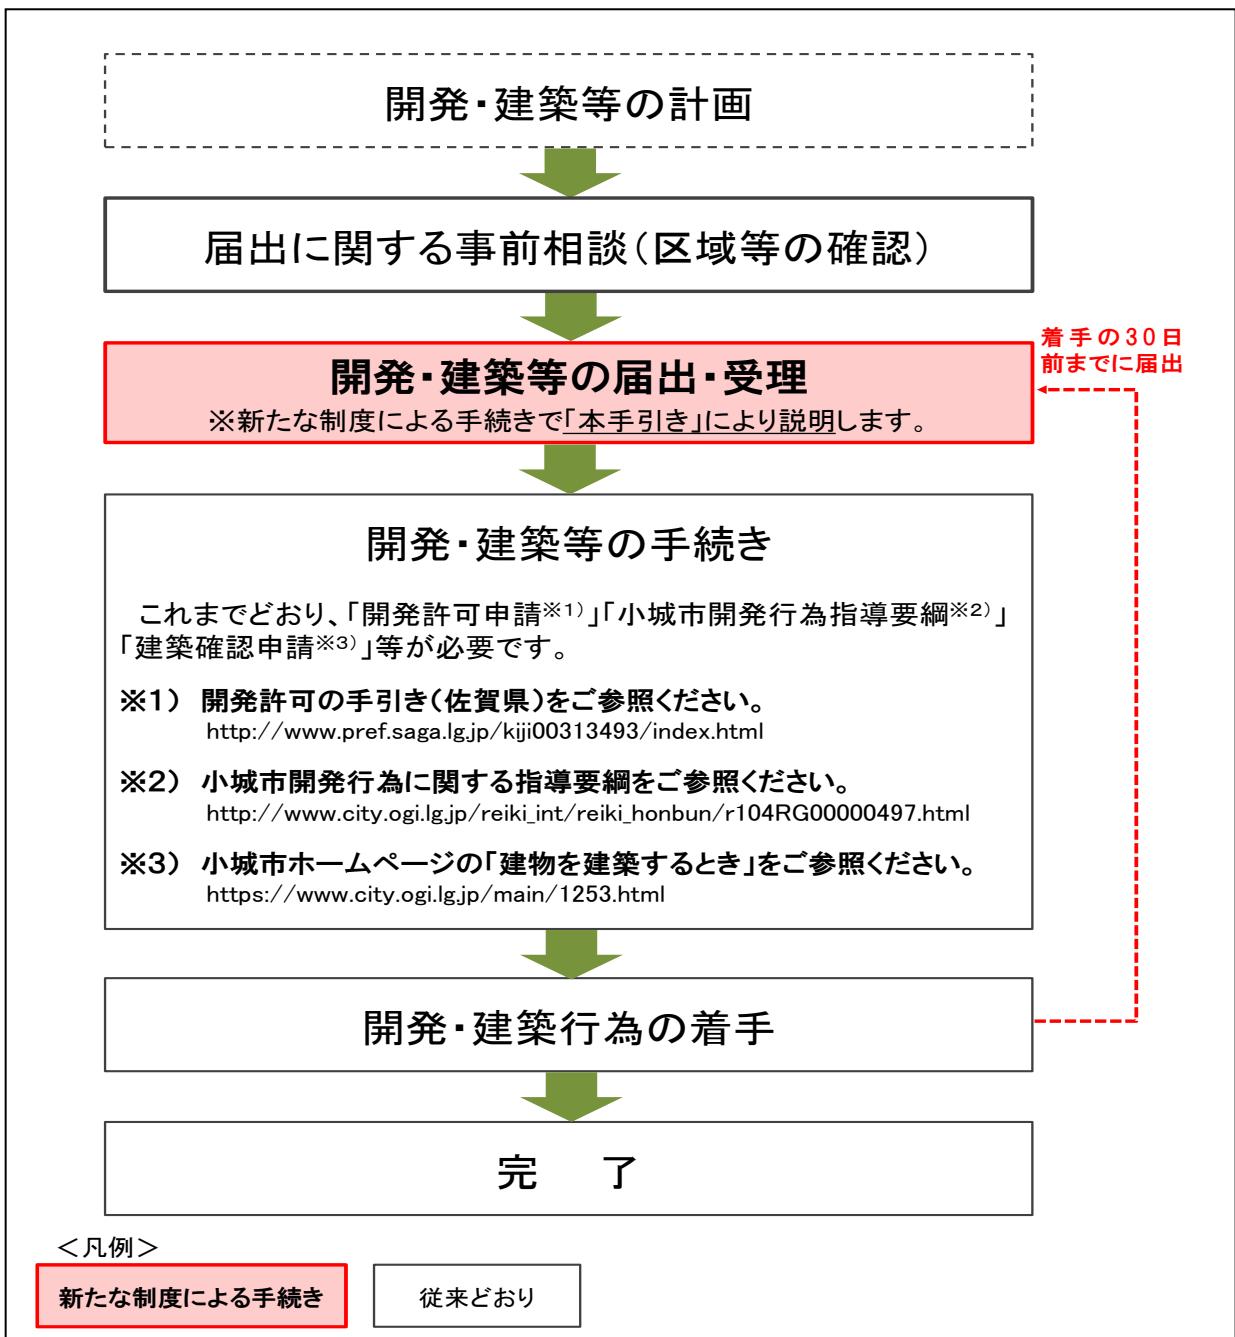 開発・建築等の計画
届出に関する事前相談（区域等の確認）
着手の30日
前までに届出
開発・建築等の届出・受理
※新たな制度による手続きで「本手引き」により説明します。
開発・建築等の手続き
これまでどおり、「開発許可申請※1）」「小城市開発行為指導要綱※2）」
「建築確認申請※3）」等が必要です。
※1） 開発許可の手引き（佐賀県）をご参照ください。
http://www.pref.saga.lg.jp/kiji00313493/index.html
※2） 小城市開発行為に関する指導要綱をご参照ください。
http://www.city.ogi.lg.jp/reiki_int/reiki_honbun/r104RG00000497.html
※3） 小城市ホームページの「建物を建築するとき」をご参照ください。
https://www.city.ogi.lg.jp/main/1253.html
開発・建築行為の着手
完 了
＜凡例＞
新たな制度による手続き
従来どおり